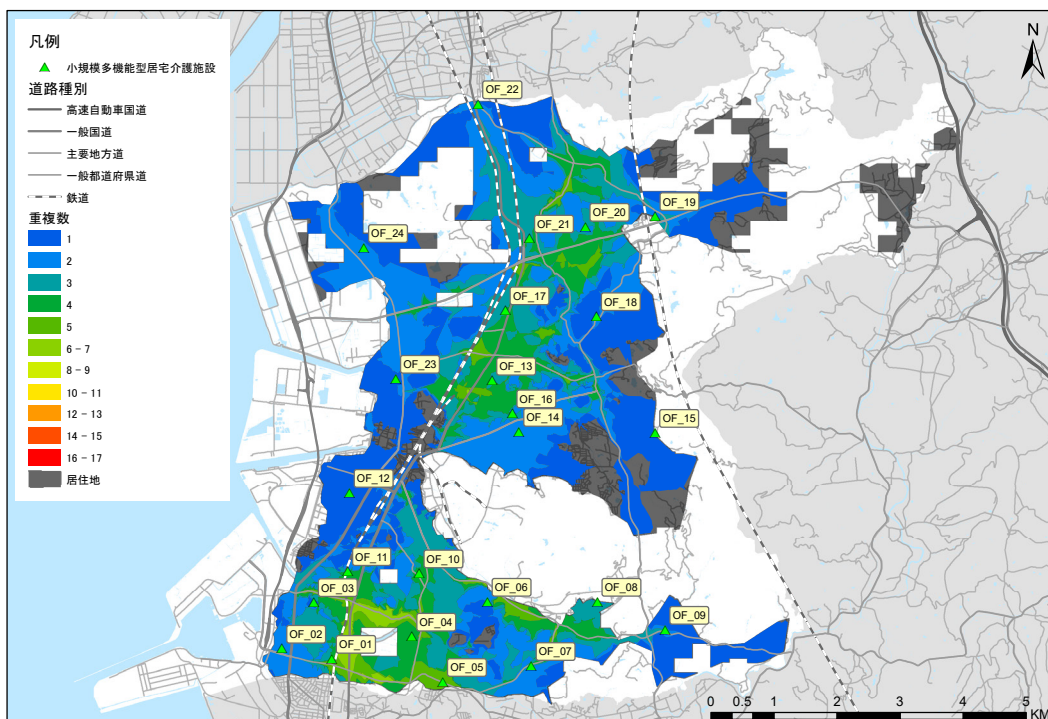 凡例
小規模多機能型居宅介護施設
道路種別
高速自動車国道
一般国道
主要地方道
一般都道府県道
鉄道
重複数
1
2
3
4
5
6 - 7
8 - 9
10 - 11
12 - 13
14 - 15
16 - 17
居住地
N
OF_22
OF_19
OF_20
OF_21
OF_24
OF_17
OF_18
OF_23
OF_13
OF_16
OF_14
OF_15
OF_12
OF_11
OF_10
OF_03
OF_06
OF_08
OF_09
OF_04
OF_02
OF_01
OF_05
OF_07
0 0.5 1 2 3 4 5
KM